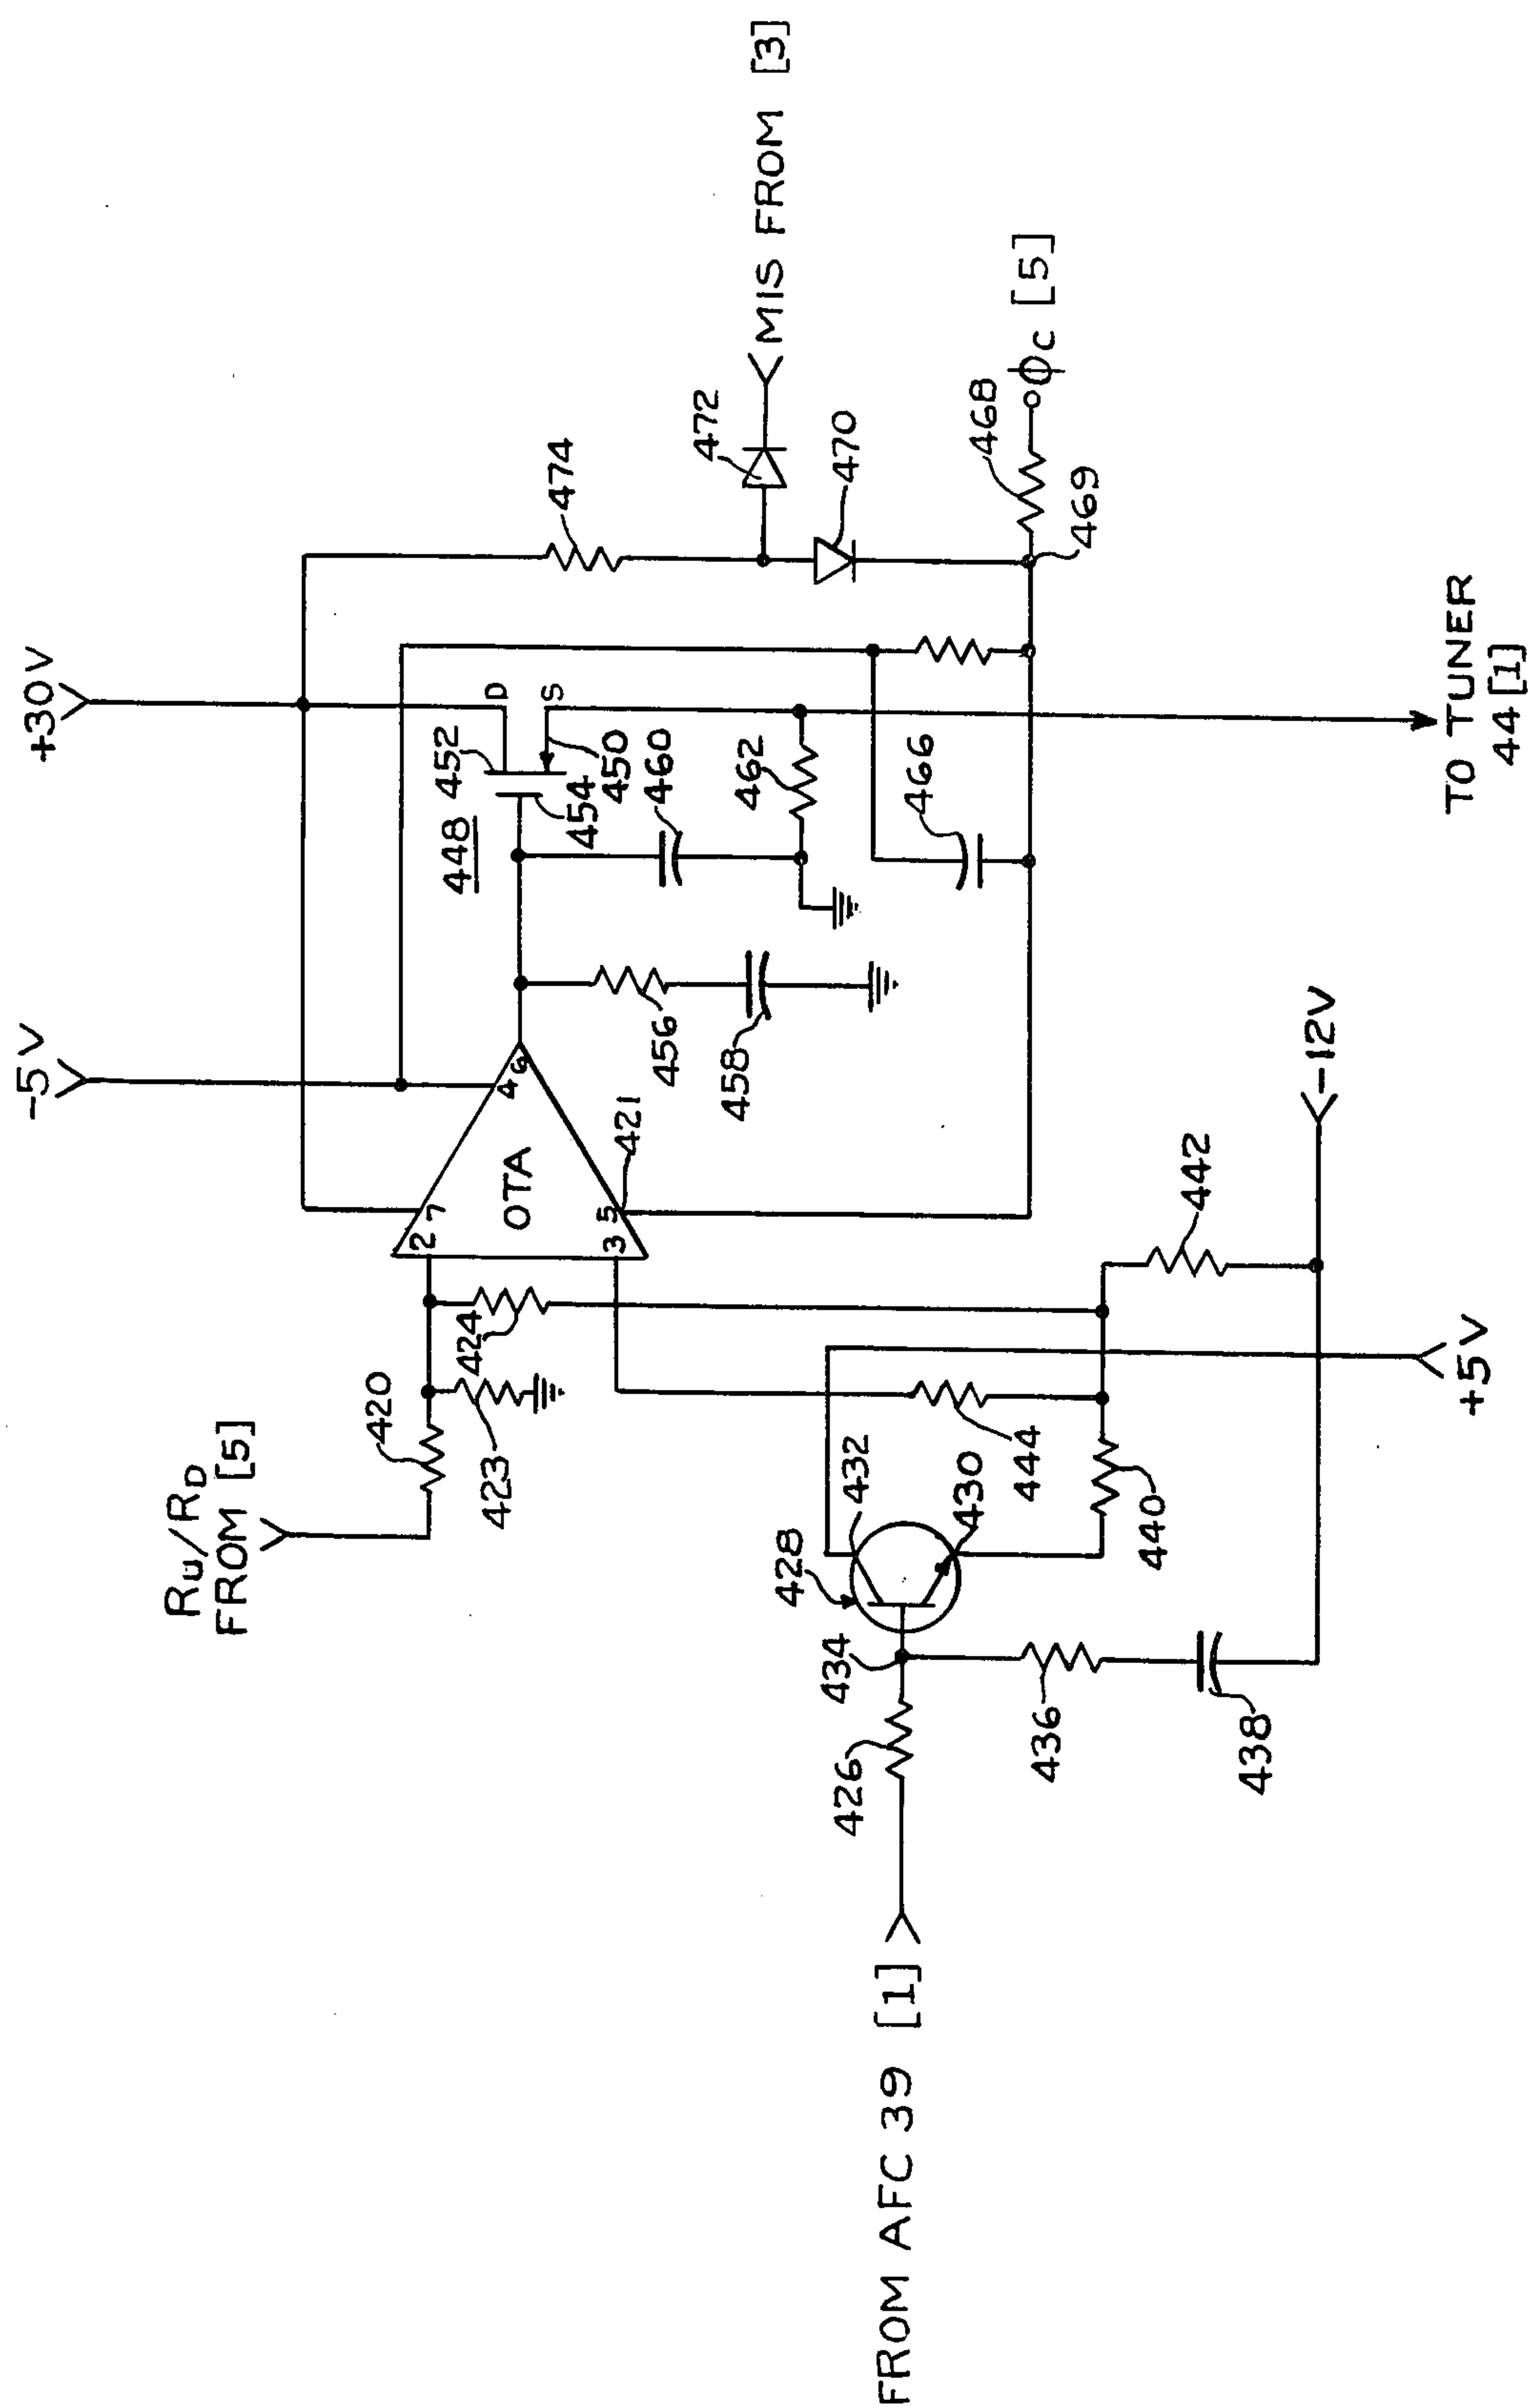 +30V
-5V
RU/RD
FROM [5]
420
423
424
2
7
3
5
4
6
OTA
421
448
452
454
450
D
S
460
462
456
458
466
474
472
470
MIS FROM [3]
468
469
ϕC [5]
TO TUNER
44 [1]
FROM AFC 39 [1]
426
434
428
432
430
436
438
440
444
442
-12V
+5V